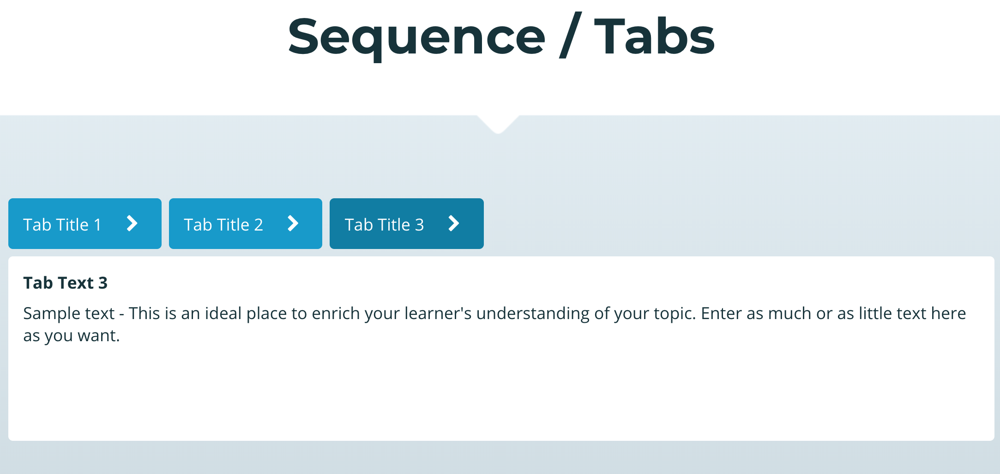 Sequence / Tabs
Tab Title 1
Tab Title 2
Tab Title 3
Tab Text 3
Sample text - This is an ideal place to enrich your learner's understanding of your topic. Enter as much or as little text here
as you want.